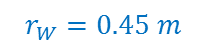 r_W = 0.45 m